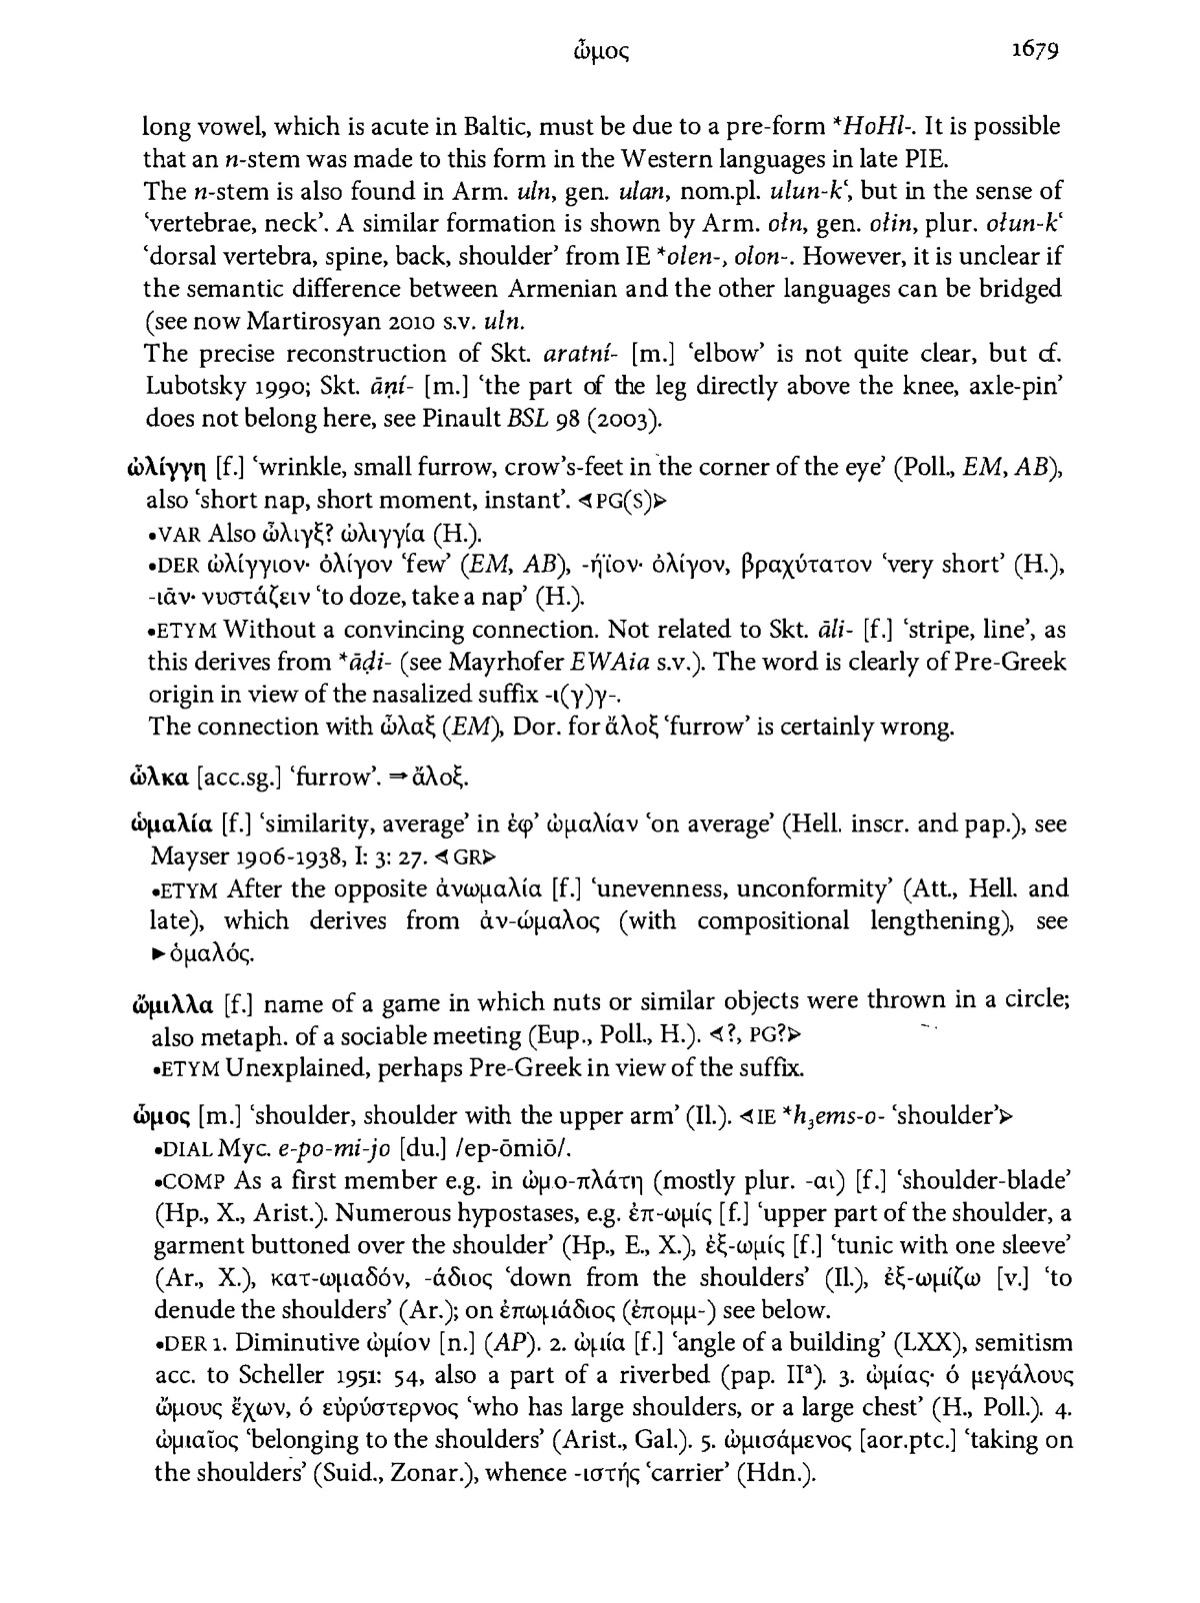 ὦμος 1679
long vowel, which is acute in Baltic, must be due to a pre-form *HoHl-. It is possible
that an n-stem was made to this form in the Western languages in late PIE.
The n-stem is also found in Arm. uln, gen. ulan, nom.pl. ulun-kʿ, but in the sense of
‘vertebrae, neck’. A similar formation is shown by Arm. ołn, gen. ołin, plur. ołun-kʿ
‘dorsal vertebra, spine, back, shoulder’ from IE *olen-, olon-. However, it is unclear if
the semantic difference between Armenian and the other languages can be bridged
(see now Martirosyan 2010 s.v. uln.
The precise reconstruction of Skt. aratní- [m.] ‘elbow’ is not quite clear, but cf.
Lubotsky 1990; Skt. āṇí- [m.] ‘the part of the leg directly above the knee, axle-pin’
does not belong here, see Pinault BSL 98 (2003).
ὠλίγγη [f.] ‘wrinkle, small furrow, crow’s-feet in the corner of the eye’ (Poll., EM, AB),
also ‘short nap, short moment, instant’. ⊲PG(S)⊳
•VAR Also ὦλιγξ? ὠλιγγία (H.).
•DER ὠλίγγιον· ὀλίγον ‘few’ (EM, AB), -ήϊον· ὀλίγον, βραχύτατον ‘very short’ (H.),
-ιᾶν· νυστάζειν ‘to doze, take a nap’ (H.).
•ETYM Without a convincing connection. Not related to Skt. āli- [f.] ‘stripe, line’, as
this derives from *āḍi- (see Mayrhofer EWAia s.v.). The word is clearly of Pre-Greek
origin in view of the nasalized suffix -ι(γ)γ-.
The connection with ὦλαξ (EM), Dor. for ἄλοξ ‘furrow’ is certainly wrong.
ὦλκα [acc.sg.] ‘furrow’. ⇒ἄλοξ.
ὡμαλία [f.] ‘similarity, average’ in ἐφ’ ὡμαλίαν ‘on average’ (Hell. inscr. and pap.), see
Mayser 1906-1938, I: 3: 27. ⊲GR⊳
•ETYM After the opposite ἀνωμαλία [f.] ‘unevenness, unconformity’ (Att., Hell. and
late), which derives from ἀν-ώμαλος (with compositional lengthening), see
►ὁμαλός.
ὤμιλλα [f.] name of a game in which nuts or similar objects were thrown in a circle;
also metaph. of a sociable meeting (Eup., Poll., H.). ⊲?, PG?⊳
•ETYM Unexplained, perhaps Pre-Greek in view of the suffix.
ὦμος [m.] ‘shoulder, shoulder with the upper arm’ (Il.). ⊲IE *h₃ems-o- ‘shoulder’⊳
•DIAL Myc. e-po-mi-jo [du.] /ep-ōmiō/.
•COMP As a first member e.g. in ὠμο-πλάτη (mostly plur. -αι) [f.] ‘shoulder-blade’
(Hp., X., Arist.). Numerous hypostases, e.g. ἐπ-ωμίς [f.] ‘upper part of the shoulder, a
garment buttoned over the shoulder’ (Hp., E., X.), ἐξ-ωμίς [f.] ‘tunic with one sleeve’
(Ar., X.), κατ-ωμαδόν, -άδιος ‘down from the shoulders’ (Il.), ἐξ-ωμίζω [v.] ‘to
denude the shoulders’ (Ar.); on ἐπωμάδιος (ἐπομμ-) see below.
•DER 1. Diminutive ὠμίον [n.] (AP). 2. ὠμία [f.] ‘angle of a building’ (LXX), semitism
acc. to Scheller 1951: 54, also a part of a riverbed (pap. IIᵃ). 3. ὠμίας· ὁ μεγάλους
ὤμους ἔχων, ὁ εὐρύστερνος ‘who has large shoulders, or a large chest’ (H., Poll.). 4.
ὠμιαῖος ‘belonging to the shoulders’ (Arist., Gal.). 5. ὠμισάμενος [aor.ptc.] ‘taking on
the shoulders’ (Suid., Zonar.), whence -ιστής ‘carrier’ (Hdn.).